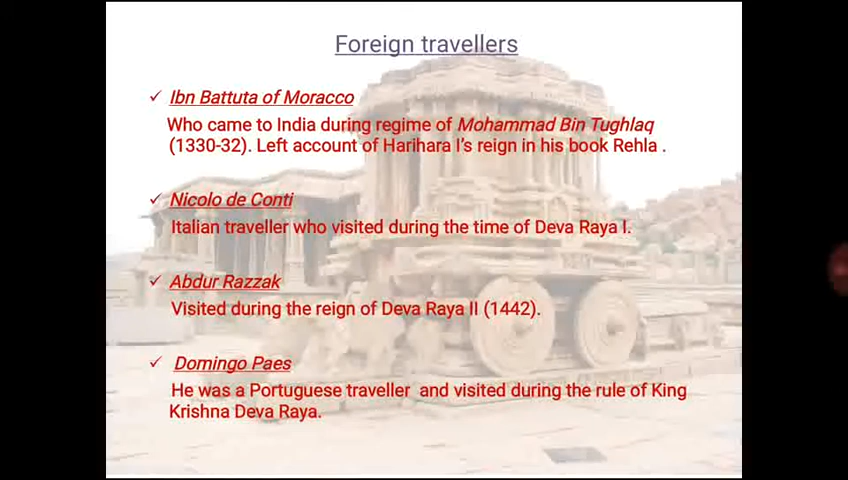 Foreign travellers
✓ Ibn Battuta of Moracco
Who came to India during regime of Mohammad Bin Tughlaq
(1330-32). Left account of Harihara I's reign in his book Rehla .
✓ Nicolo de Conti
Italian traveller who visited during the time of Deva Raya I.
✓ Abdur Razzak
Visited during the reign of Deva Raya II (1442).
✓ Domingo Paes
He was a Portuguese traveller and visited during the rule of King
Krishna Deva Raya.